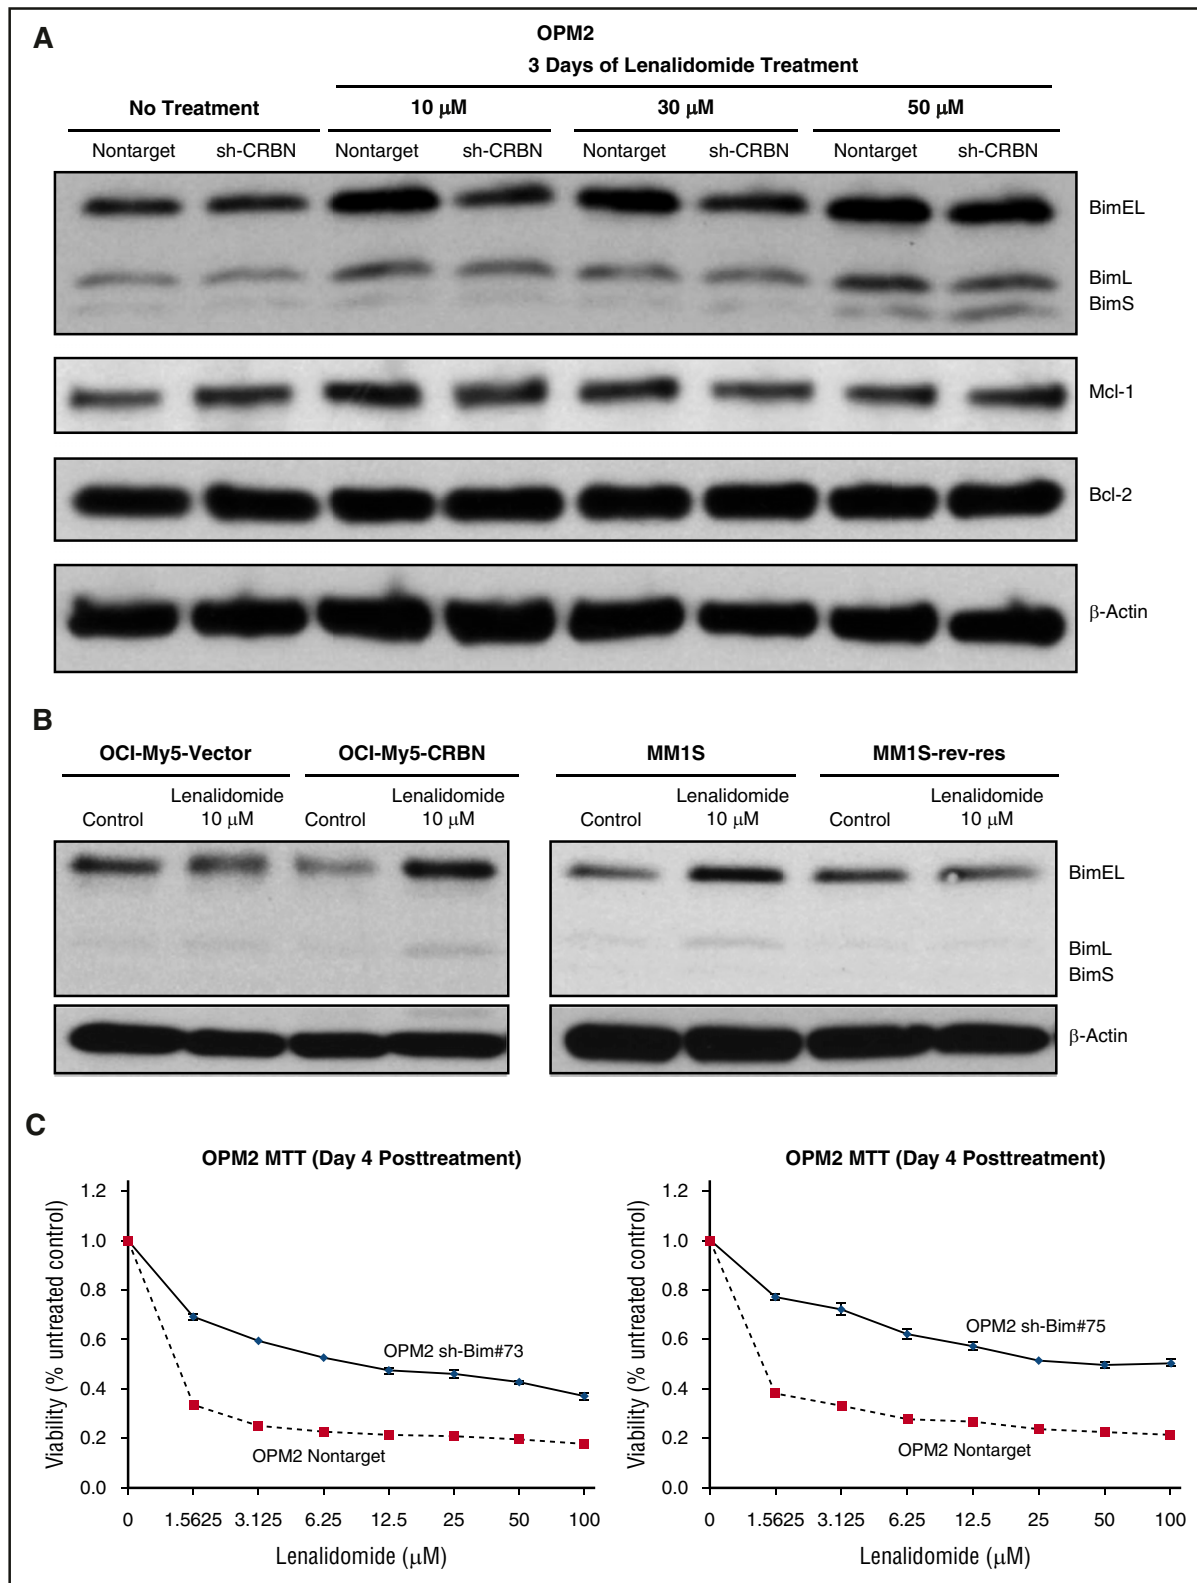 A
OPM2
3 Days of Lenalidomide Treatment
No Treatment 10 μM 30 μM 50 μM
Nontarget sh-CRBN Nontarget sh-CRBN Nontarget sh-CRBN Nontarget sh-CRBN
BimEL
BimL
BimS
Mcl-1
Bcl-2
β-Actin
B
OCI-My5-Vector OCI-My5-CRBN MM1S MM1S-rev-res
Control Lenalidomide 10 μM Control Lenalidomide 10 μM Control Lenalidomide 10 μM Control Lenalidomide 10 μM
BimEL
BimL
BimS
β-Actin
C
OPM2 MTT (Day 4 Posttreatment)
Viability (% untreated control)
1.2
1.0
0.8
0.6
0.4
0.2
0.0
OPM2 sh-Bim#73
OPM2 Nontarget
0 1.5625 3.125 6.25 12.5 25 50 100
Lenalidomide (μM)
OPM2 MTT (Day 4 Posttreatment)
Viability (% untreated control)
1.2
1.0
0.8
0.6
0.4
0.2
0.0
OPM2 sh-Bim#75
OPM2 Nontarget
0 1.5625 3.125 6.25 12.5 25 50 100
Lenalidomide (μM)